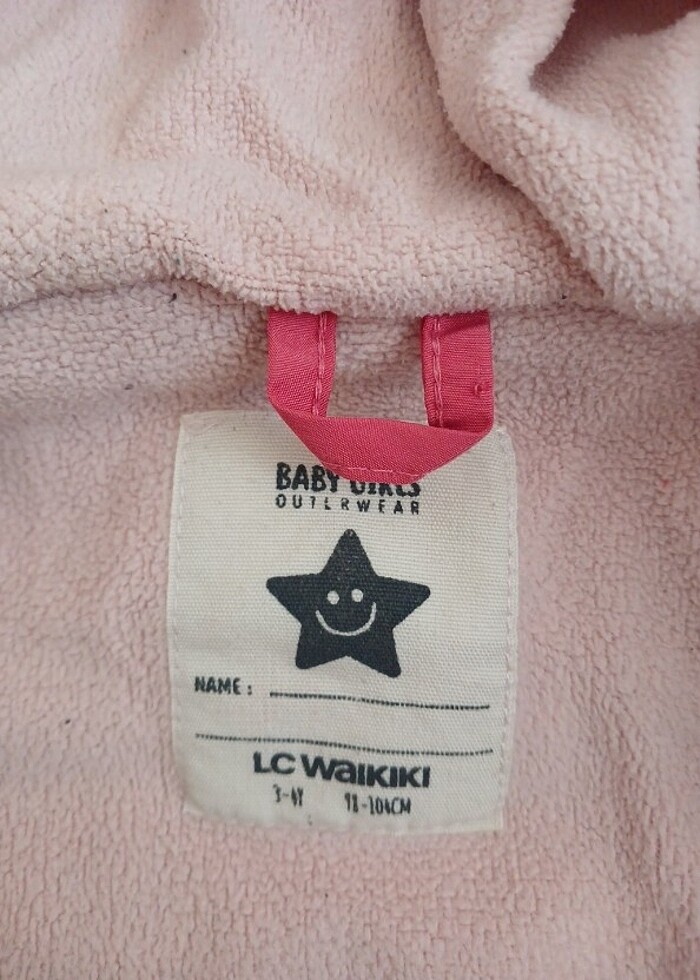 BABY GIRLS
OUTERWEAR
NAME:
LC WAIKIKI
3-4Y 98-104CM